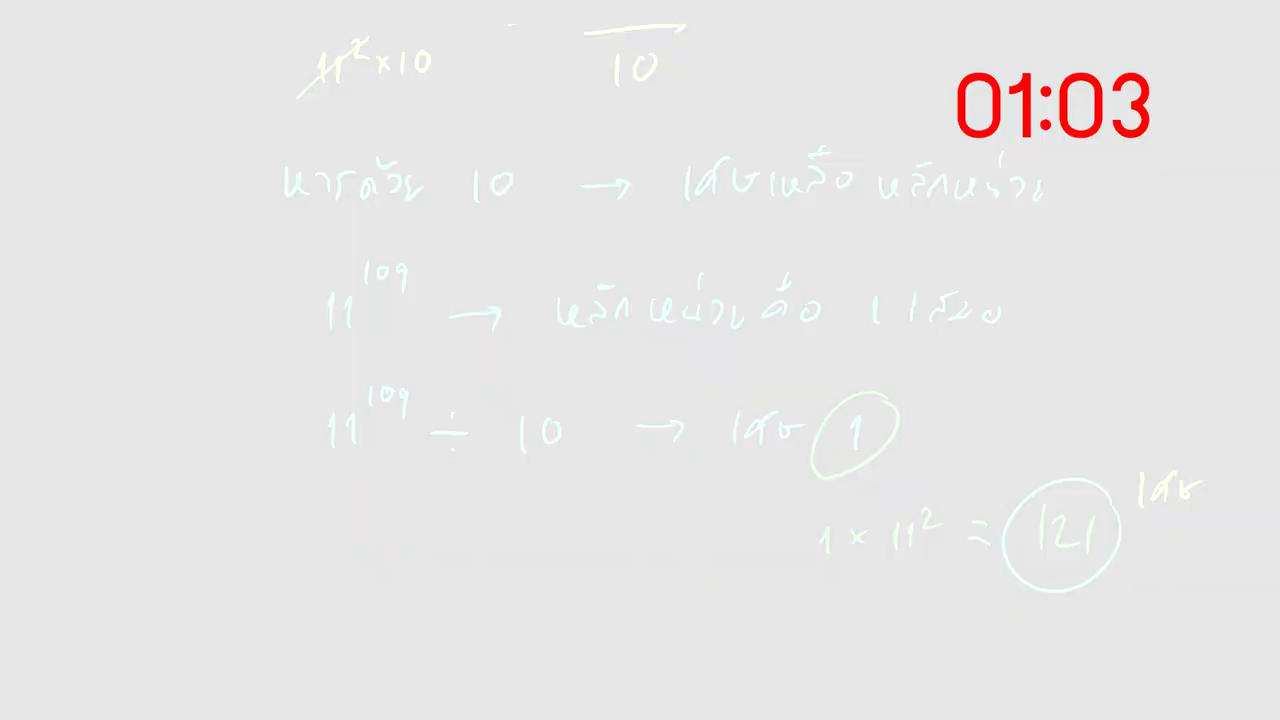 11² × 10 10
01:03
หารด้วย 10 → เศษเหลือ หลักหน่วย
11¹⁰⁹ → หลักหน่วยคือ 1 เสมอ
11¹⁰⁹ ÷ 10 → เศษ 1
เศษ
1 × 11² = 121